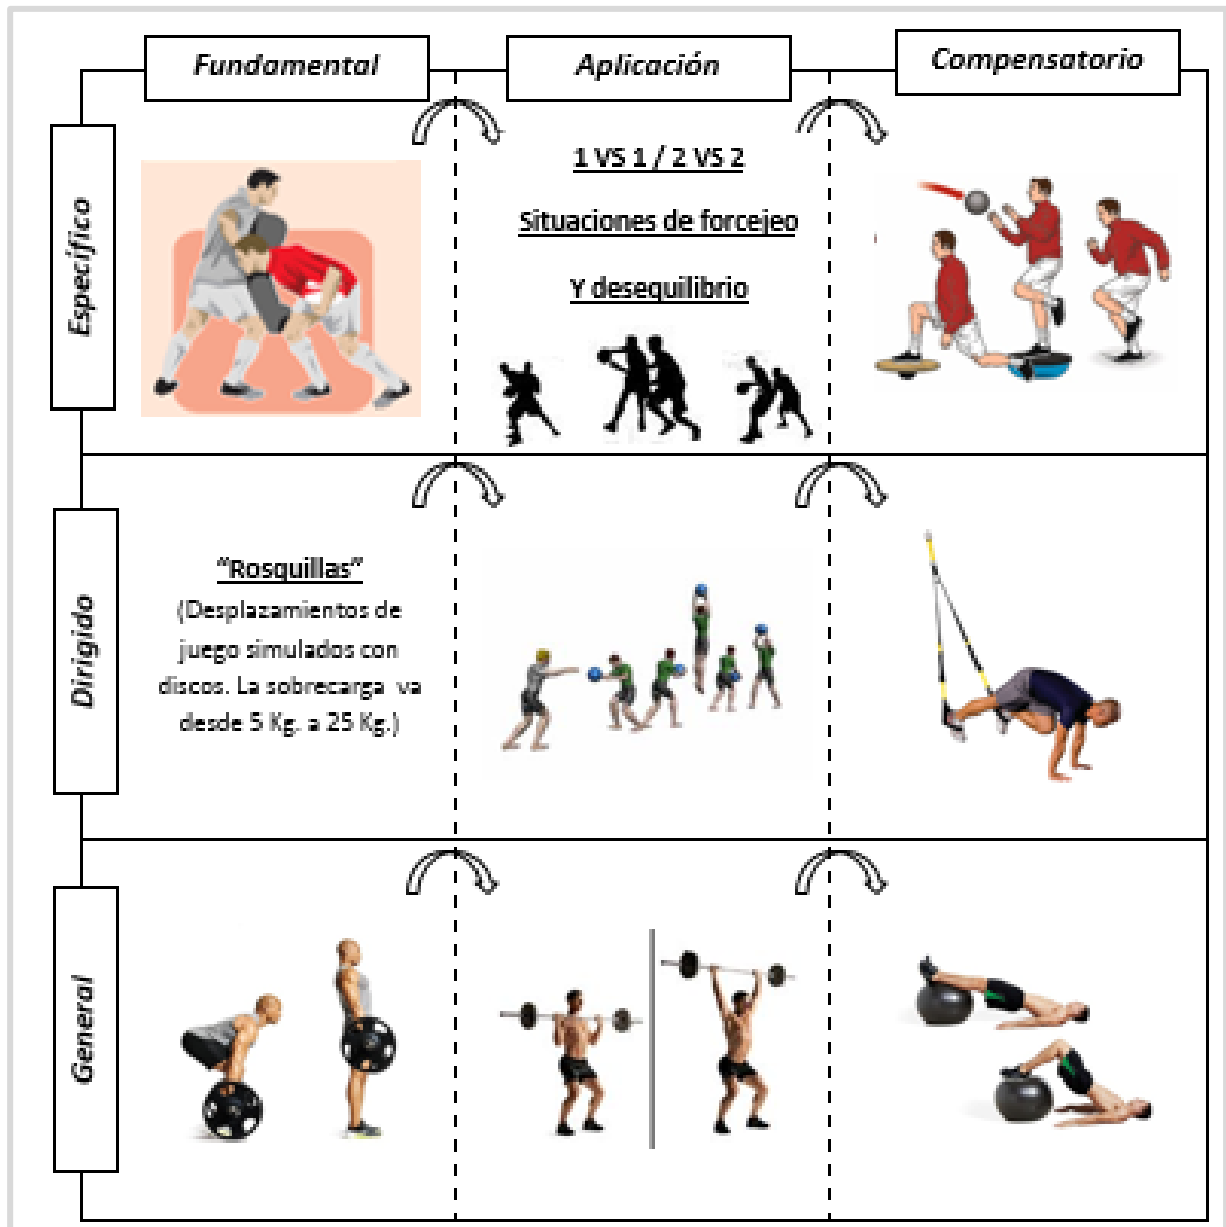 Fundamental
Aplicación
Compensatorio
Específico
1 VS 1 / 2 VS 2
Situaciones de forcejeo
Y desequilibrio
Dirigido
“Rosquillas”
(Desplazamientos de
juego simulados con
discos. La sobrecarga va
desde 5 Kg. a 25 Kg.)
General